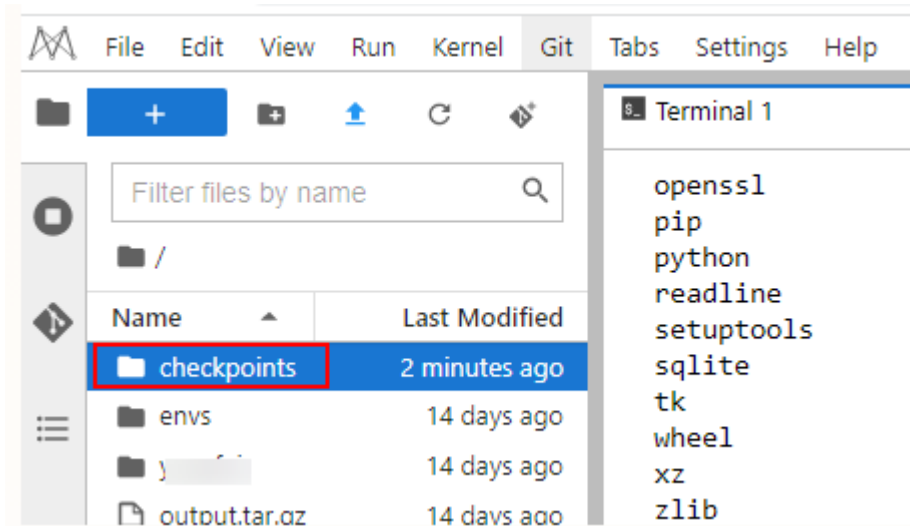 File Edit View Run Kernel Git Tabs Settings Help
Terminal 1
Filter files by name
/
Name Last Modified
checkpoints 2 minutes ago
envs 14 days ago
14 days ago
output.tar.gz 14 days ago
openssl
pip
python
readline
setuptools
sqlite
tk
wheel
xz
zlib